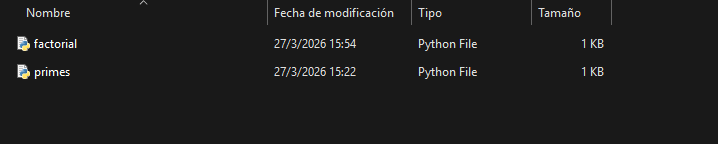 Nombre Fecha de modificación Tipo Tamaño
factorial 27/3/2026 15:54 Python File 1 KB
primes 27/3/2026 15:22 Python File 1 KB